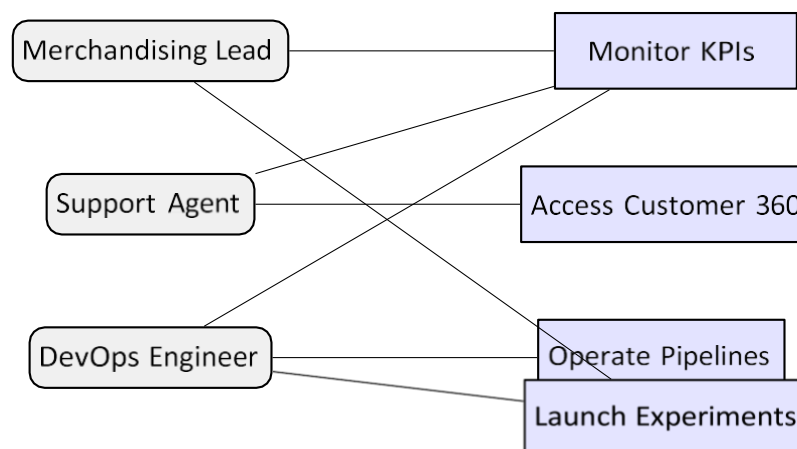 Merchandising Lead
Monitor KPIs
Support Agent
Access Customer 360
DevOps Engineer
Operate Pipelines
Launch Experiments